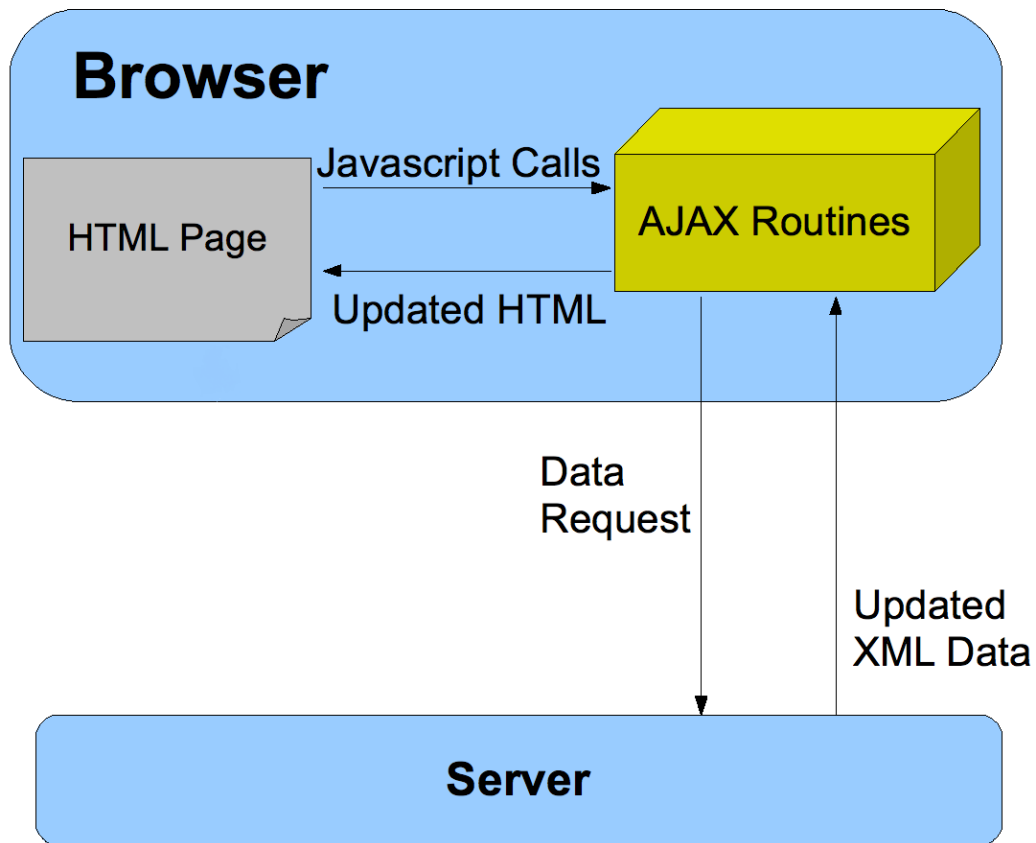 Browser
Javascript Calls
HTML Page
AJAX Routines
Updated HTML
Data
Request
Updated
XML Data
Server